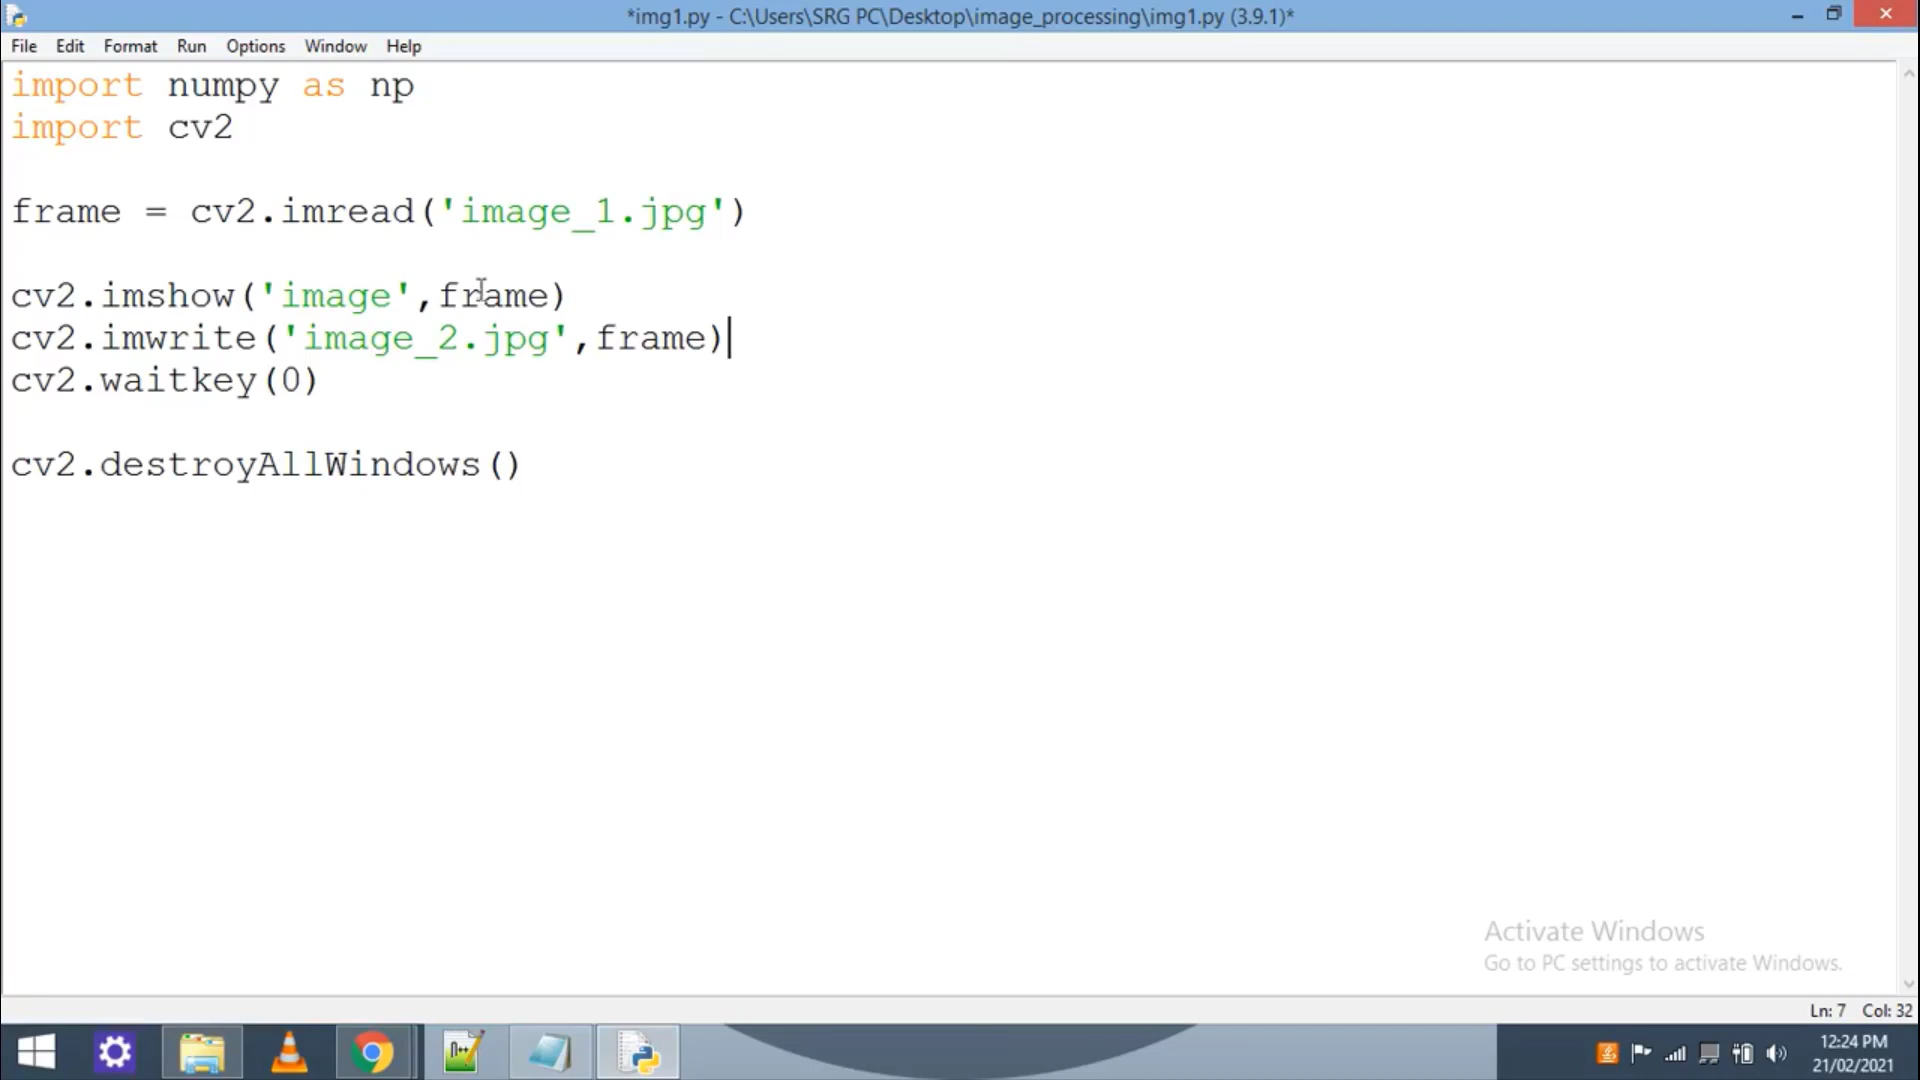 *img1.py - C:\Users\SRG PC\Desktop\image_processing\img1.py (3.9.1)*
File Edit Format Run Options Window Help
import numpy as np
import cv2
frame = cv2.imread('image_1.jpg')
cv2.imshow('image',frame)
cv2.imwrite('image_2.jpg',frame)
cv2.waitkey(0)
cv2.destroyAllWindows()
Activate Windows
Go to PC settings to activate Windows.
Ln: 7 Col: 32
12:24 PM
21/02/2021